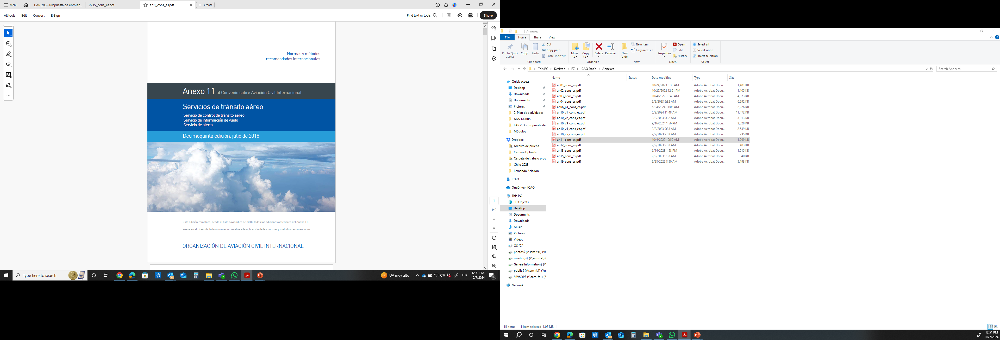 Menu
LAR 203 - Propuesta de enmien...
9735_cons_es.pdf
an11_cons_es.pdf
Create
All tools
Edit
Convert
E-Sign
Find text or tools
Share
Normas y métodos
recomendados internacionales
Anexo 11 al Convenio sobre Aviación Civil Internacional
Servicios de tránsito aéreo
Servicio de control de tránsito aéreo
Servicio de información de vuelo
Servicio de alerta
Decimoquinta edición, julio de 2018
Esta edición remplaza, desde el 8 de noviembre de 2018, todas las ediciones anteriores del Anexo 11.
Véase en el Preámbulo la información relativa a la aplicación de las normas y métodos recomendados.
ORGANIZACIÓN DE AVIACIÓN CIVIL INTERNACIONAL
1
140
Type here to search
UV muy alto
ESP
12:51 PM
10/7/2024
26
Annexes
File Home Share View
Pin to Quick
access
Copy
Paste
Cut
Copy path
Paste shortcut
Clipboard
Move
to
Copy
to
Delete
Rename
Organize
New
folder
New item
Easy access
New
Properties
Open
Edit
History
Open
Select all
Select none
Invert selection
Select
This PC > Desktop > FZ > ICAO Doc's > Annexes
Search Annexes
Name Status Date modified Type Size
an01_cons_es.pdf 10/24/2023 6:36 AM Adobe Acrobat Docu... 1,481 KB
an02_cons_es.pdf 10/27/2022 12:51 PM Adobe Acrobat Docu... 1,105 KB
an03_cons_es.pdf 10/4/2022 10:49 AM Adobe Acrobat Docu... 4,373 KB
an04_cons_es.pdf 2/2/2023 9:32 AM Adobe Acrobat Docu... 6,292 KB
an06_p1_cons_es.pdf 6/24/2024 11:03 AM Adobe Acrobat Docu... 2,226 KB
an10_v1_cons_es.pdf 5/2/2024 11:48 AM Adobe Acrobat Docu... 11,472 KB
an10_v2_cons_es.pdf 2/2/2023 9:32 AM Adobe Acrobat Docu... 3,913 KB
an10_v3_cons_es.pdf 9/16/2024 1:56 PM Adobe Acrobat Docu... 3,328 KB
an10_v4_cons_es.pdf 2/2/2023 9:33 AM Adobe Acrobat Docu... 2,539 KB
an10_v5_cons_es.pdf 2/2/2023 9:33 AM Adobe Acrobat Docu... 235 KB
an11_cons_es.pdf 10/4/2022 10:50 AM Adobe Acrobat Docu... 1,099 KB
an12_cons_es.pdf 2/2/2023 9:33 AM Adobe Acrobat Docu... 403 KB
an13_cons_es.pdf 6/14/2023 1:58 PM Adobe Acrobat Docu... 1,515 KB
an15_cons_es.pdf 2/2/2023 9:33 AM Adobe Acrobat Docu... 940 KB
an19_cons_es.pdf 9/28/2022 8:30 AM Adobe Acrobat Docu... 3,193 KB
Quick access
Desktop
Downloads
Documents
Pictures
0. Plan de actividades
ANS 1.4 RBS
LAR 203 - propuesta de
Módulos
Dropbox
Archivo de prueba
Camera Uploads
Carpeta de trabajo proy
Chile_2023
Fernando Zeledon
ICAO
OneDrive - ICAO
This PC
3D Objects
Desktop
Documents
Downloads
Music
Pictures
Videos
OS (C:)
photos$ (\\sam-fs1) (V:
meetings$ (\\sam-fs1) (
GeneralInformation$ (\\
public$ (\\sam-fs1) (Y:)
SRVSOP$ (\\sam-fs1) (Z
Network
15 items 1 item selected 1.07 MB
12:51 PM
10/7/2024